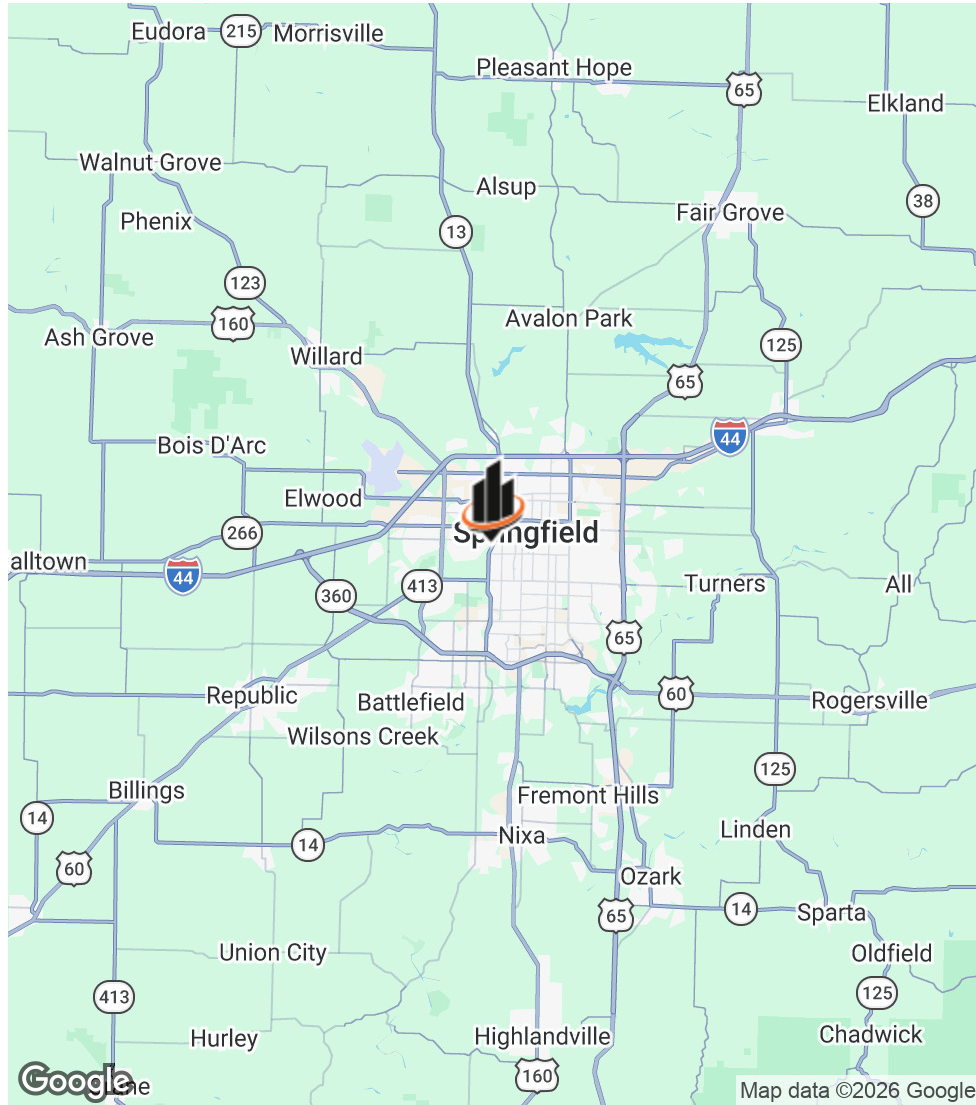 Eudora
215
Morrisville
Pleasant Hope
65
Elkland
Walnut Grove
Alsup
38
Phenix
Fair Grove
13
123
160
Avalon Park
Ash Grove
125
Willard
65
44
Bois D'Arc
Elwood
266
Springfield
alltown
44
413
360
Turners
All
65
60
Republic
Battlefield
Rogersville
Wilsons Creek
125
Billings
Fremont Hills
14
14
Nixa
Linden
60
Ozark
65
14
Sparta
Union City
Oldfield
413
125
Hurley
Highlandville
Chadwick
160
Google
Map data ©2026 Google